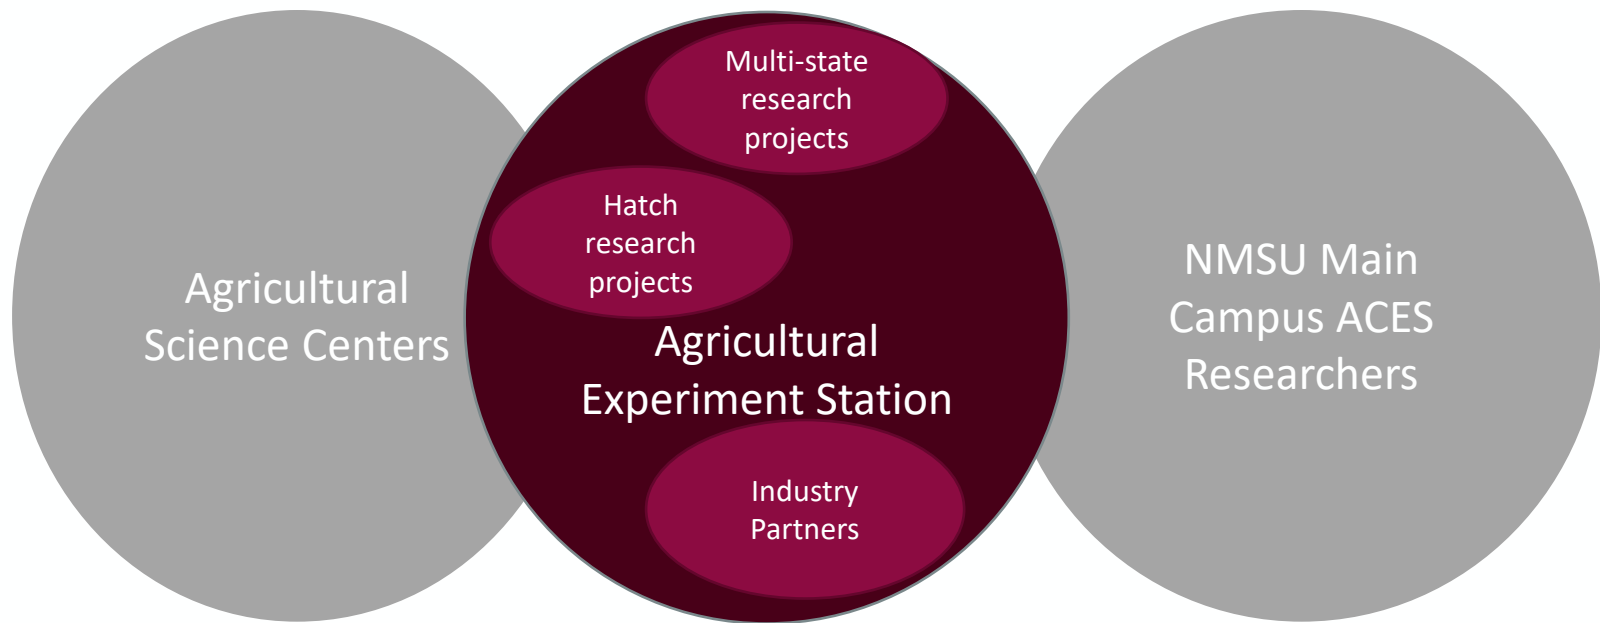 Multi-state
research
projects
Hatch
research
projects
Agricultural
Science Centers
Agricultural
Experiment Station
NMSU Main
Campus ACES
Researchers
Industry
Partners